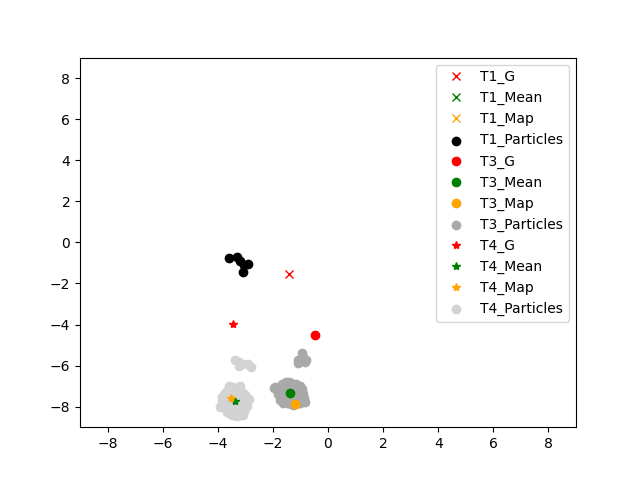 8
6
4
2
0
−2
−4
−6
−8
−8
−6
−4
−2
0
2
4
6
8
T1_G
T1_Mean
T1_Map
T1_Particles
T3_G
T3_Mean
T3_Map
T3_Particles
T4_G
T4_Mean
T4_Map
T4_Particles